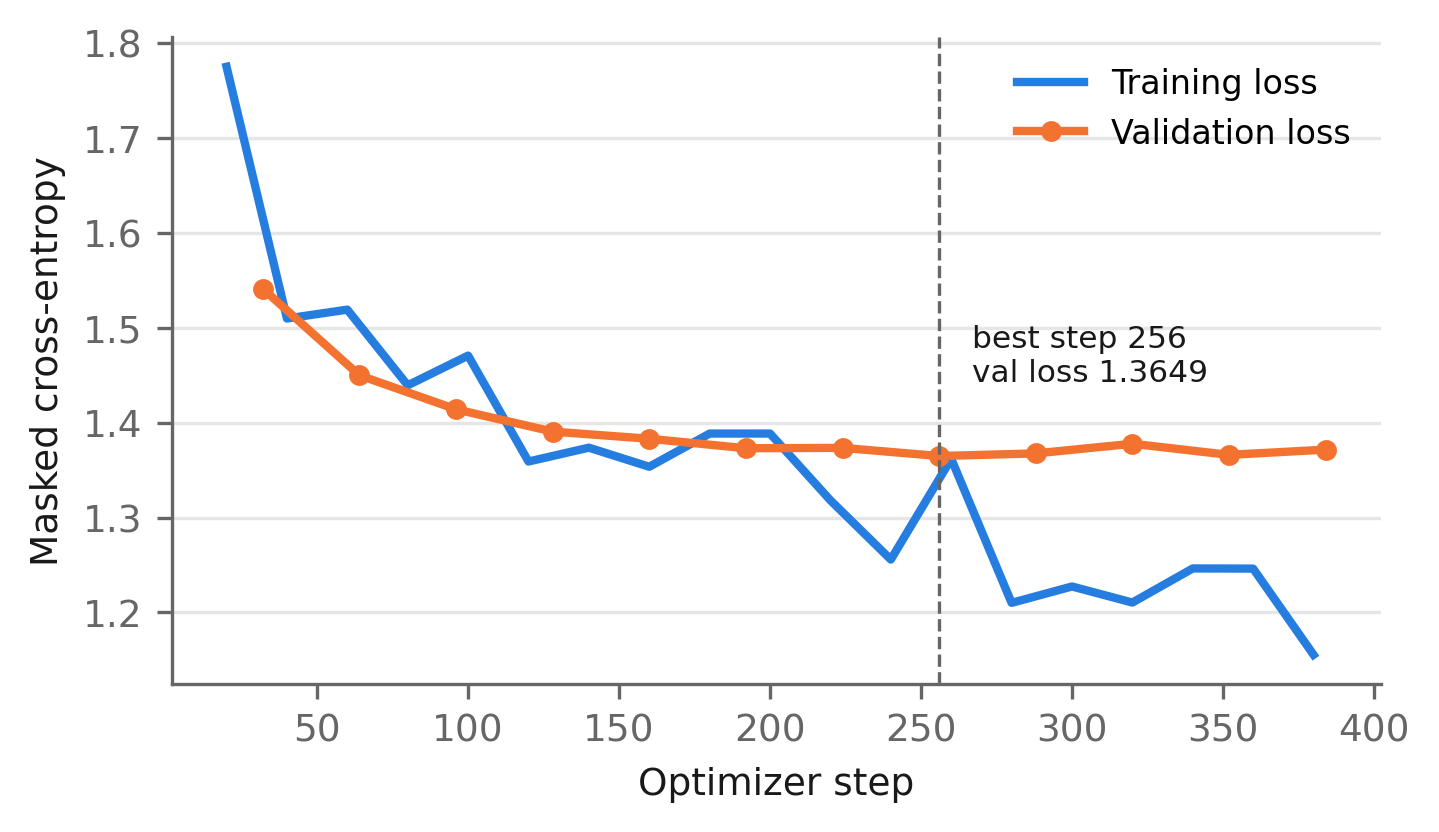 1.8
1.7
1.6
1.5
1.4
1.3
1.2
Masked cross-entropy
Training loss
Validation loss
best step 256
val loss 1.3649
50 100 150 200 250 300 350 400
Optimizer step